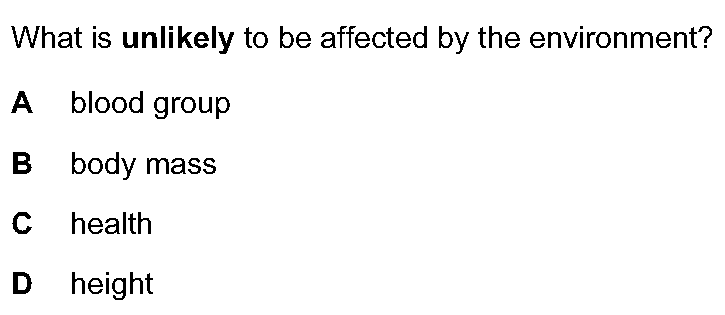 What is unlikely to be affected by the environment?
A blood group
B body mass
C health
D height